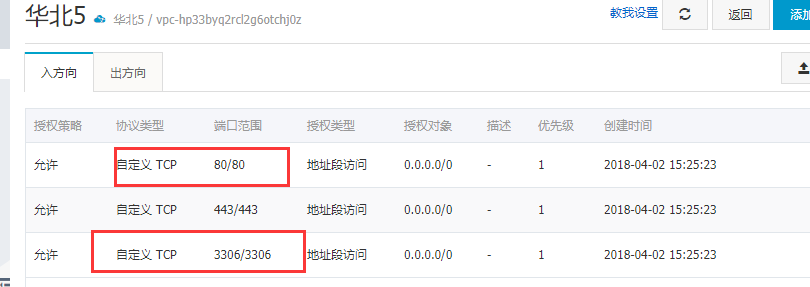 华北5 华北5 / vpc-hp33byq2rcl2g6otchj0z 教我设置 返回 添加
入方向 出方向
授权策略 协议类型 端口范围 授权类型 授权对象 描述 优先级 创建时间
允许 自定义 TCP 80/80 地址段访问 0.0.0.0/0 - 1 2018-04-02 15:25:23
允许 自定义 TCP 443/443 地址段访问 0.0.0.0/0 - 1 2018-04-02 15:25:23
允许 自定义 TCP 3306/3306 地址段访问 0.0.0.0/0 - 1 2018-04-02 15:25:23